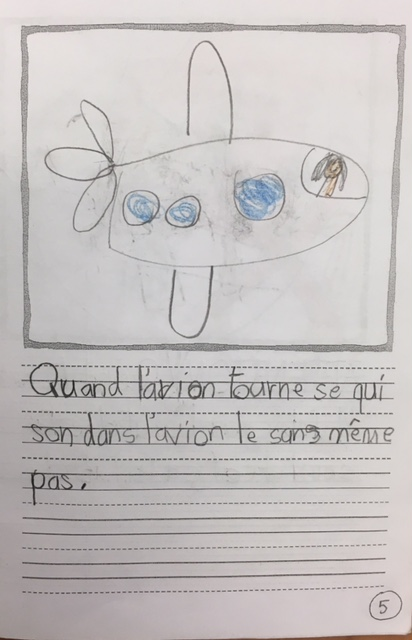 Quand l'avion tourne se qui
son dans l'avion le sans même
pas.
5